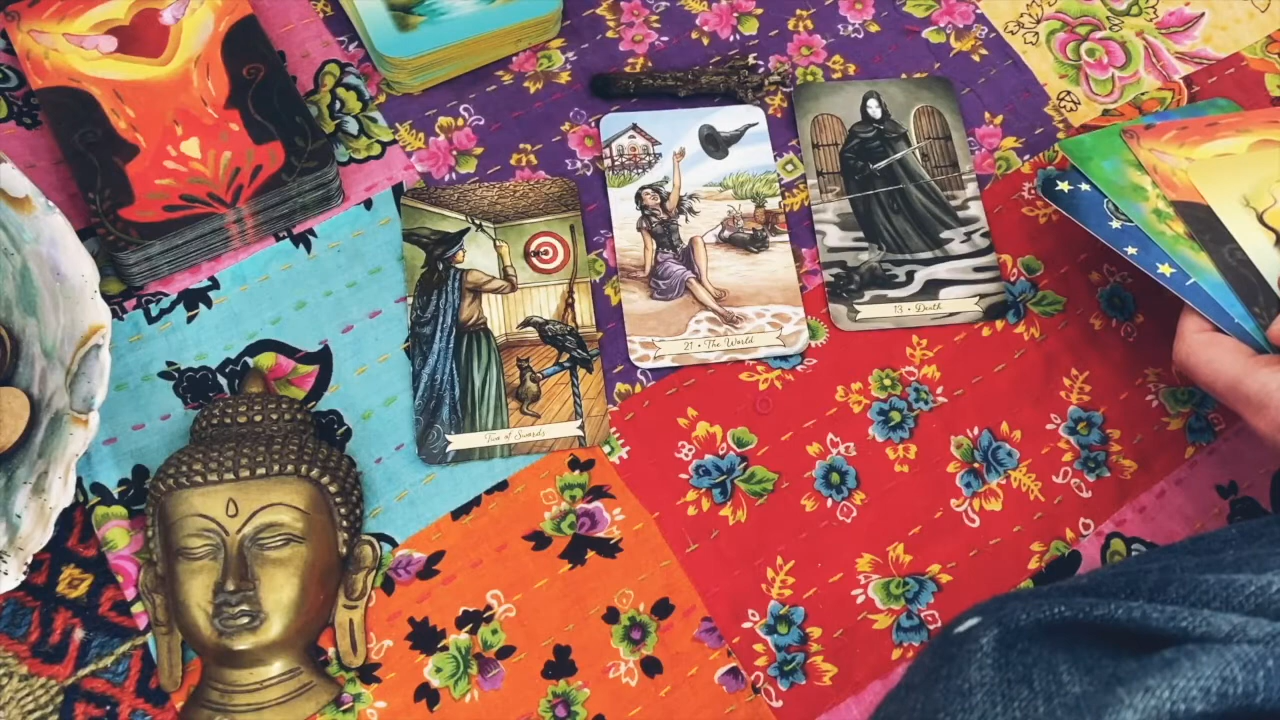 Two of Swords
21 • The World
13 • Death